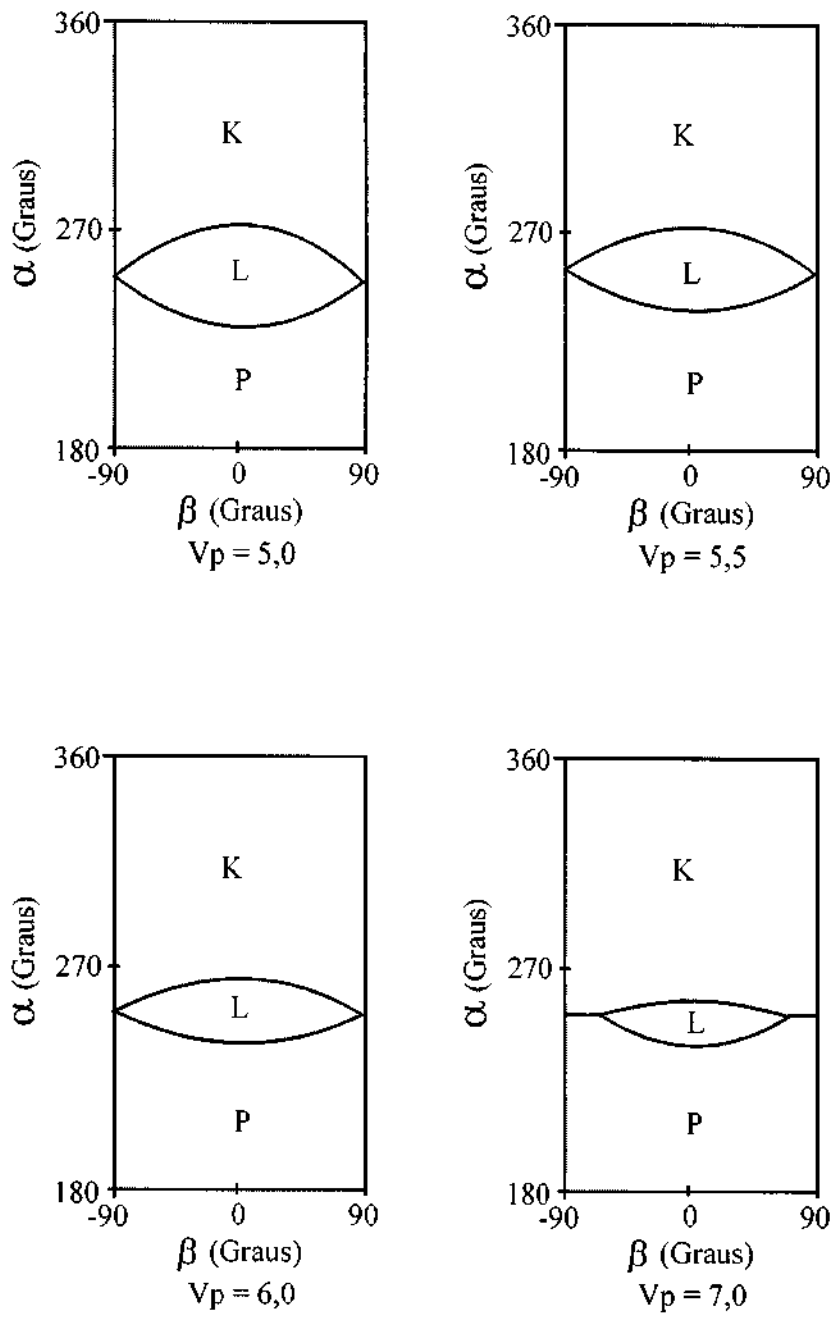 360
K
270
α (Graus)
L
P
180
-90
0
90
β (Graus)
Vp = 5,0
360
K
270
α (Graus)
L
P
180
-90
0
90
β (Graus)
Vp = 5,5
360
K
270
α (Graus)
L
P
180
-90
0
90
β (Graus)
Vp = 6,0
360
K
270
α (Graus)
L
P
180
-90
0
90
β (Graus)
Vp = 7,0